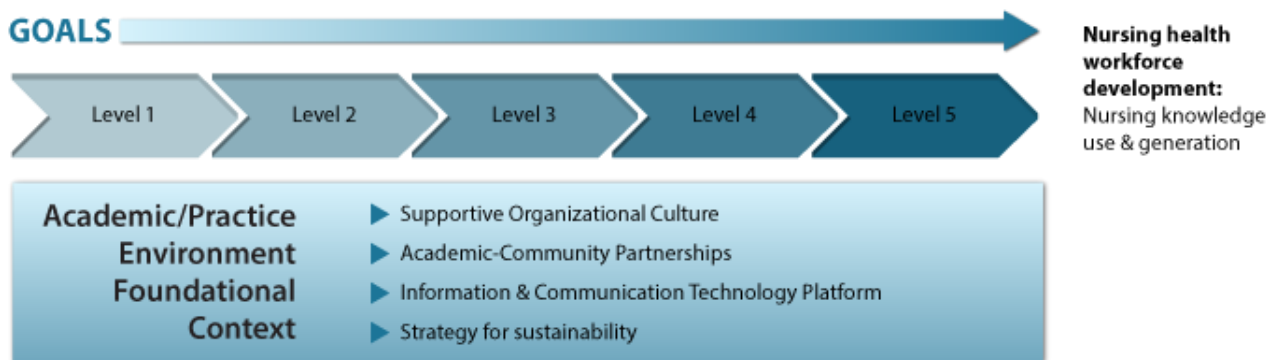 GOALS
Nursing health
workforce
development:
Nursing knowledge
use & generation
Level 1
Level 2
Level 3
Level 4
Level 5
Academic/Practice
Environment
Foundational
Context
Supportive Organizational Culture
Academic-Community Partnerships
Information & Communication Technology Platform
Strategy for sustainability